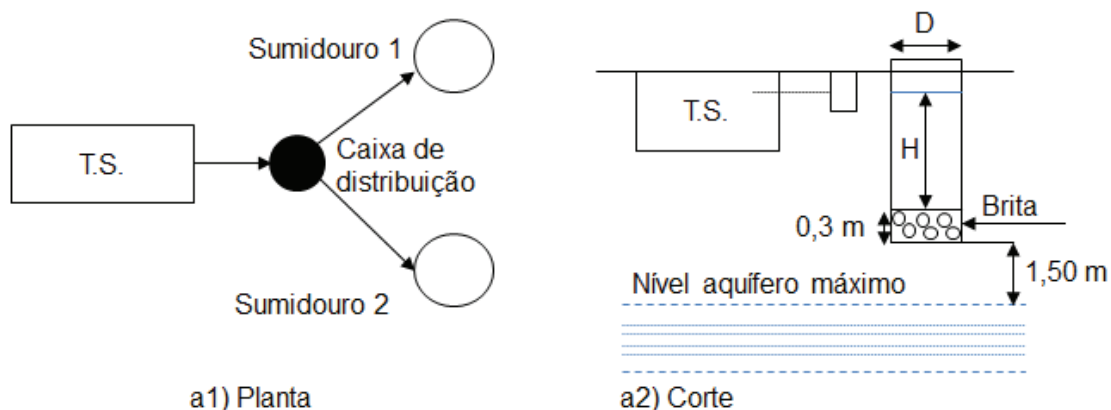 Sumidouro 1
T.S.
Caixa de
distribuição
Sumidouro 2
a1) Planta
D
T.S.
H
Brita
0,3 m
1,50 m
Nível aquífero máximo
a2) Corte